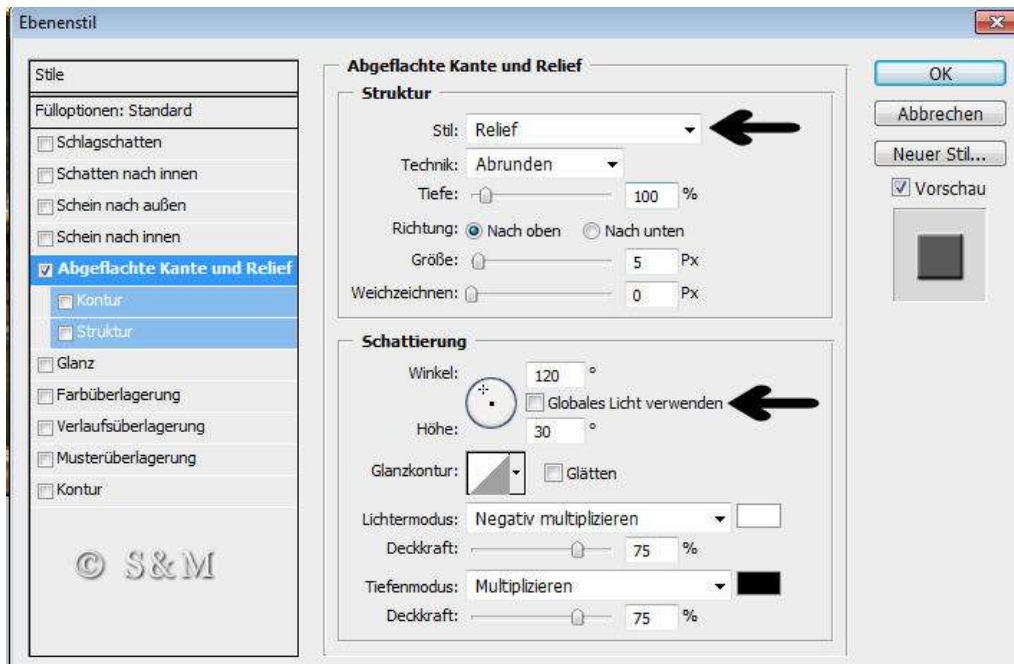 Ebenenstil
Stile
Fülloptionen: Standard
Schlagschatten
Schatten nach innen
Schein nach außen
Schein nach innen
Abgeflachte Kante und Relief
Kontur
Struktur
Glanz
Farbüberlagerung
Verlaufsüberlagerung
Musterüberlagerung
Kontur
© S&M
Abgeflachte Kante und Relief
Struktur
Stil: Relief
Technik: Abrunden
Tiefe: 100 %
Richtung: Nach oben Nach unten
Größe: 5 Px
Weichzeichnen: 0 Px
Schattierung
Winkel: 120 °
Globales Licht verwenden
Höhe: 30 °
Glanzkontur: Glätten
Lichtermodus: Negativ multiplizieren
Deckkraft: 75 %
Tiefenmodus: Multiplizieren
Deckkraft: 75 %
OK
Abbrechen
Neuer Stil...
Vorschau